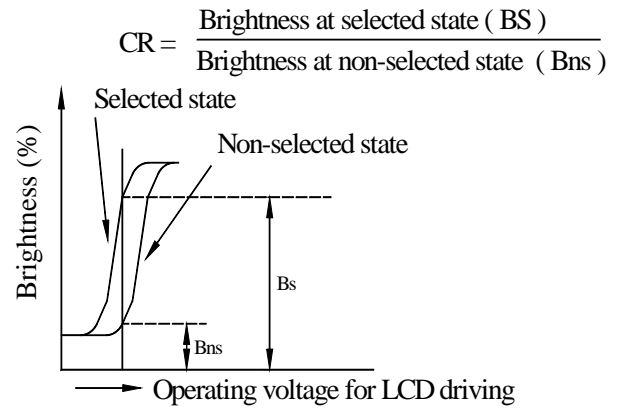 CR = Brightness at selected state ( BS )
Brightness at non-selected state ( Bns )
Selected state
Non-selected state
Brightness (%)
Bs
Bns
Operating voltage for LCD driving